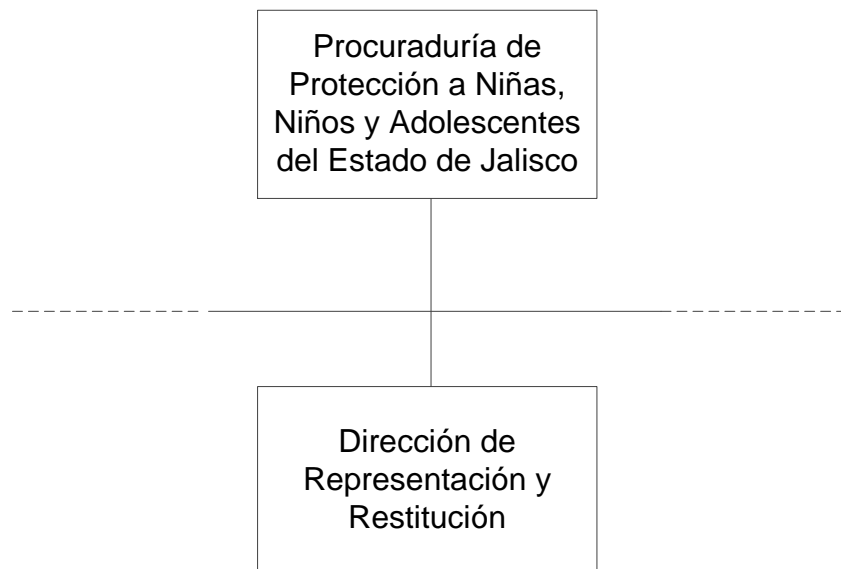 Procuraduría de
Protección a Niñas,
Niños y Adolescentes
del Estado de Jalisco
Dirección de
Representación y
Restitución